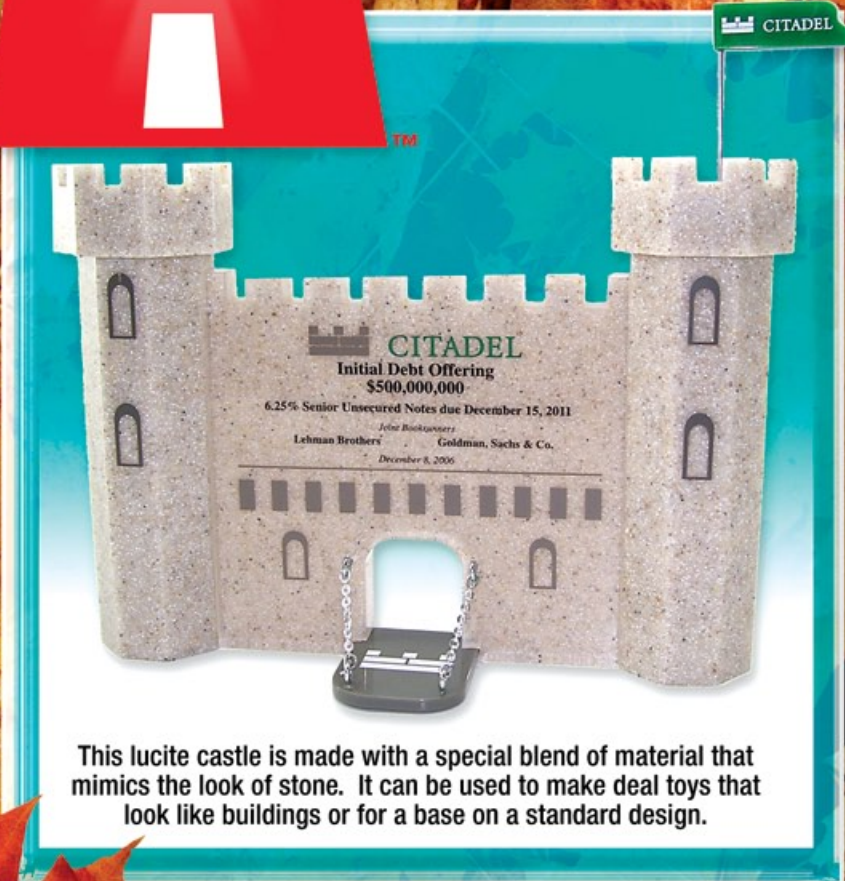 CITADEL
TM
CITADEL
Initial Debt Offering
$500,000,000
6.25% Senior Unsecured Notes due December 15, 2011
Joint Bookrunners
Lehman Brothers Goldman, Sachs & Co.
December 8, 2006
This lucite castle is made with a special blend of material that
mimics the look of stone. It can be used to make deal toys that
look like buildings or for a base on a standard design.